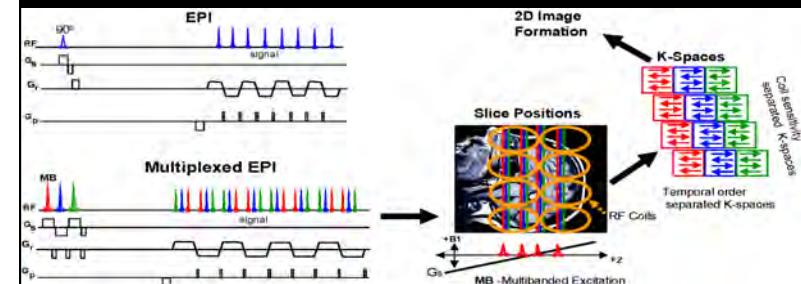 EPI
90°
RF
signal
Gs
Gr
Gp
Multiplexed EPI
MB
RF
signal
Gs
Gr
Gp
2D Image
Formation
K-Spaces
Coil sensitivity
separated K-spaces
Slice Positions
Temporal order
separated K-spaces
RF Coils
+B1
+z
Gs
MB -Multibanded Excitation